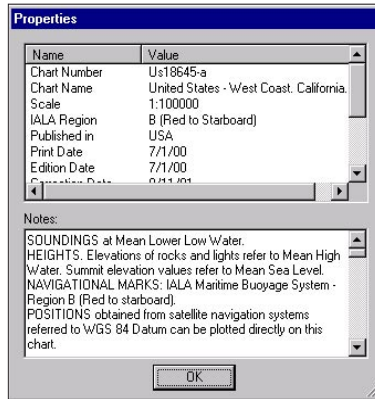 Properties
Name Value
Chart Number Us18645-a
Chart Name United States - West Coast. California.
Scale 1:100000
IALA Region B (Red to Starboard)
Published in USA
Print Date 7/1/00
Edition Date 7/1/00
Notes:
SOUNDINGS at Mean Lower Low Water.
HEIGHTS. Elevations of rocks and lights refer to Mean High
Water. Summit elevation values refer to Mean Sea Level.
NAVIGATIONAL MARKS: IALA Maritime Buoyage System -
Region B (Red to starboard).
POSITIONS obtained from satellite navigation systems
referred to WGS 84 Datum can be plotted directly on this
chart.
OK